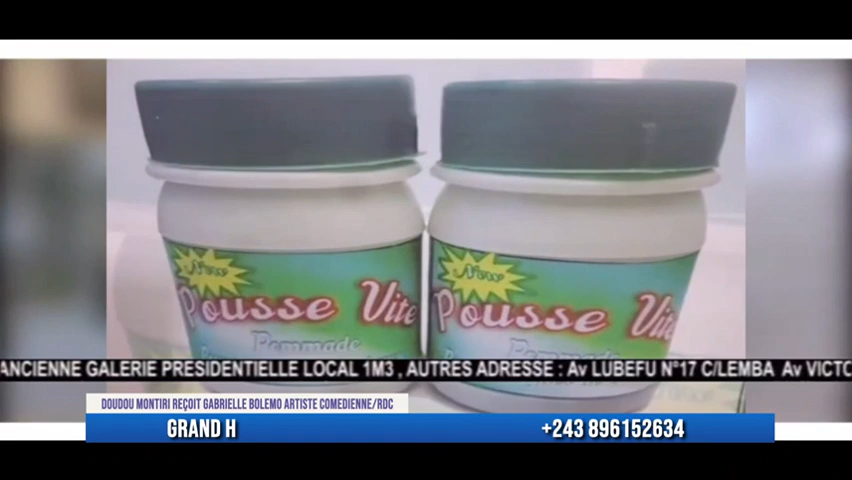 New
Pousse Vite
Pommade
New
Pousse Vite
Pommade
ANCIENNE GALERIE PRESIDENTIELLE LOCAL 1M3 , AUTRES ADRESSE : Av LUBEFU N°17 C/LEMBA Av VICTO
DOUDOU MONTIRI REÇOIT GABRIELLE BOLEMO ARTISTE COMEDIENNE/RDC
GRAND H +243 896152634